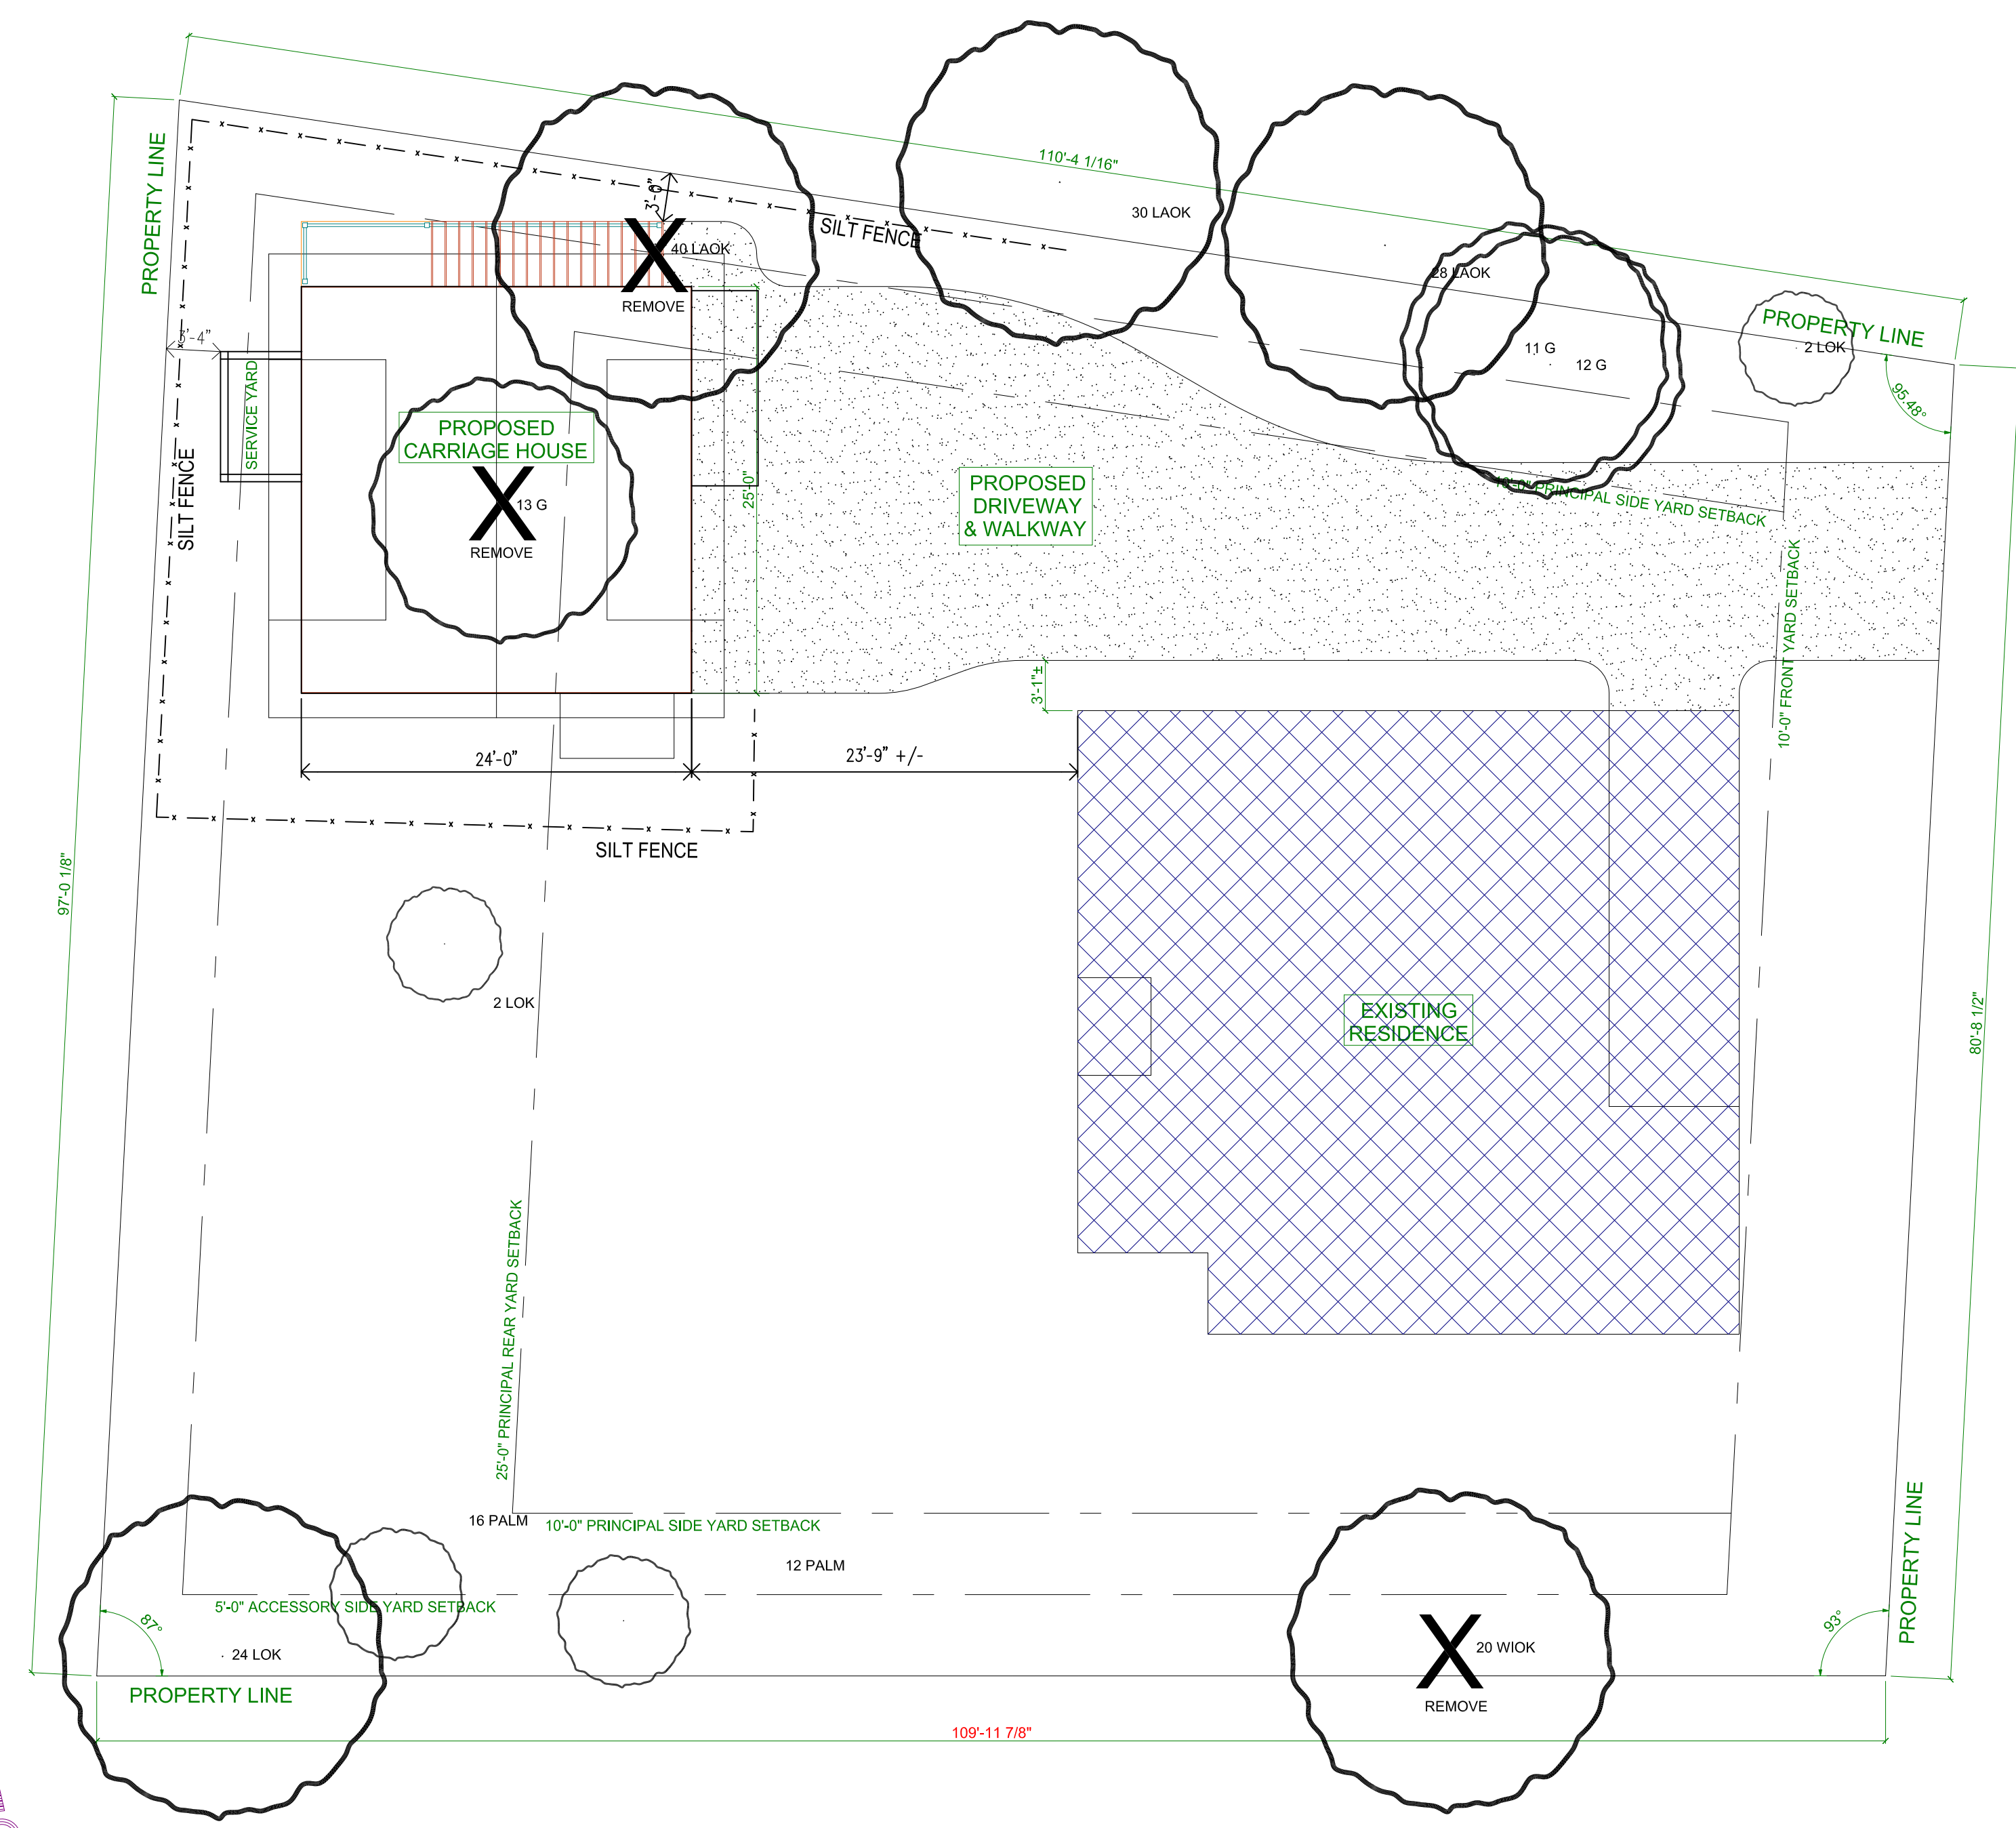 110'-4 1/16"
PROPERTY LINE
3'-0"
30 LAOK
SILT FENCE
40 LAOK
REMOVE
28 LAOK
PROPERTY LINE
3'-4"
11 G
12 G
2 LOK
95.48°
SERVICE YARD
PROPOSED
CARRIAGE HOUSE
SILT FENCE
13 G
REMOVE
25'-0"
PROPOSED
DRIVEWAY
& WALKWAY
PRINCIPAL SIDE YARD SETBACK
10'-0" FRONT YARD SETBACK
3'-1"±
24'-0"
23'-9" +/-
SILT FENCE
97'-0 1/8"
2 LOK
EXISTING
RESIDENCE
80'-8 1/2"
25'-0" PRINCIPAL REAR YARD SETBACK
16 PALM
10'-0" PRINCIPAL SIDE YARD SETBACK
12 PALM
5'-0" ACCESSORY SIDE YARD SETBACK
87°
24 LOK
20 WIOK
REMOVE
93°
PROPERTY LINE
PROPERTY LINE
109'-11 7/8"